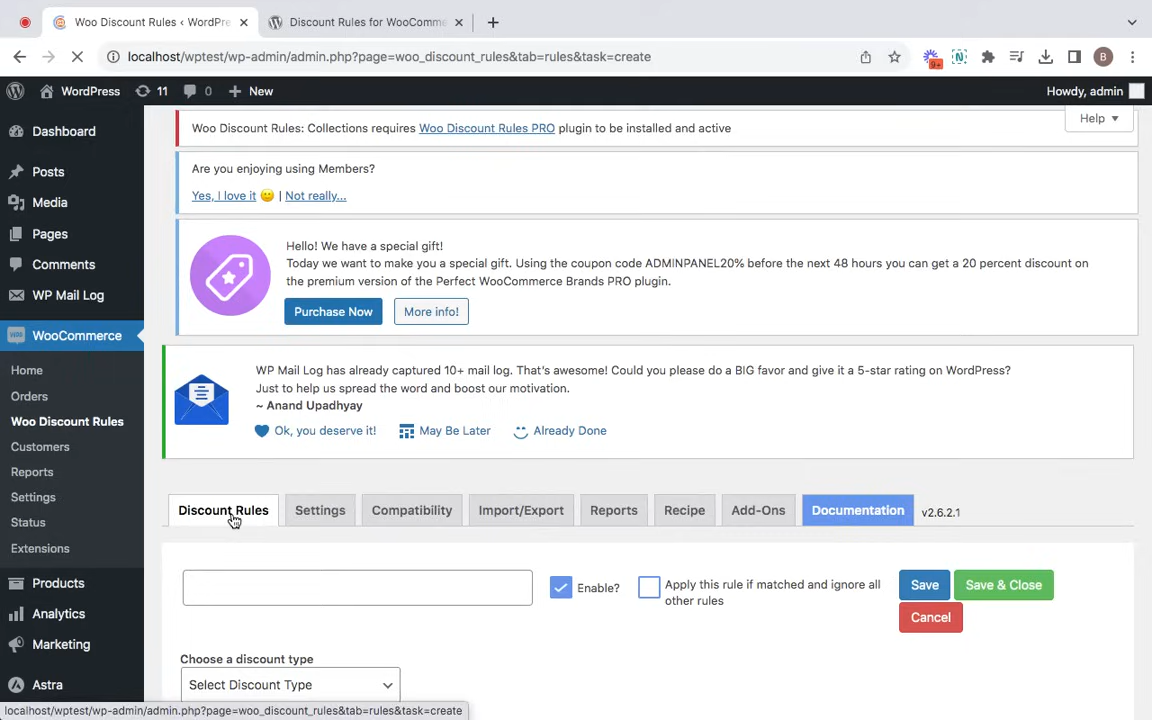 Woo Discount Rules ‹ WordPre
Discount Rules for WooComme
localhost/wptest/wp-admin/admin.php?page=woo_discount_rules&tab=rules&task=create
9+
N
B
WordPress
11
0
New
Howdy, admin
Dashboard
Posts
Media
Pages
Comments
WP Mail Log
WooCommerce
Home
Orders
Woo Discount Rules
Customers
Reports
Settings
Status
Extensions
Products
Analytics
Marketing
Astra
Help
Woo Discount Rules: Collections requires Woo Discount Rules PRO plugin to be installed and active
Are you enjoying using Members?
Yes, I love it 😊 | Not really...
Hello! We have a special gift!
Today we want to make you a special gift. Using the coupon code ADMINPANEL20% before the next 48 hours you can get a 20 percent discount on
the premium version of the Perfect WooCommerce Brands PRO plugin.
Purchase Now
More info!
WP Mail Log has already captured 10+ mail log. That's awesome! Could you please do a BIG favor and give it a 5-star rating on WordPress?
Just to help us spread the word and boost our motivation.
~ Anand Upadhyay
Ok, you deserve it!
May Be Later
Already Done
Discount Rules
Settings
Compatibility
Import/Export
Reports
Recipe
Add-Ons
Documentation
v2.6.2.1
Enable?
Apply this rule if matched and ignore all
other rules
Save
Save & Close
Cancel
Choose a discount type
Select Discount Type
localhost/wptest/wp-admin/admin.php?page=woo_discount_rules&tab=rules&task=create